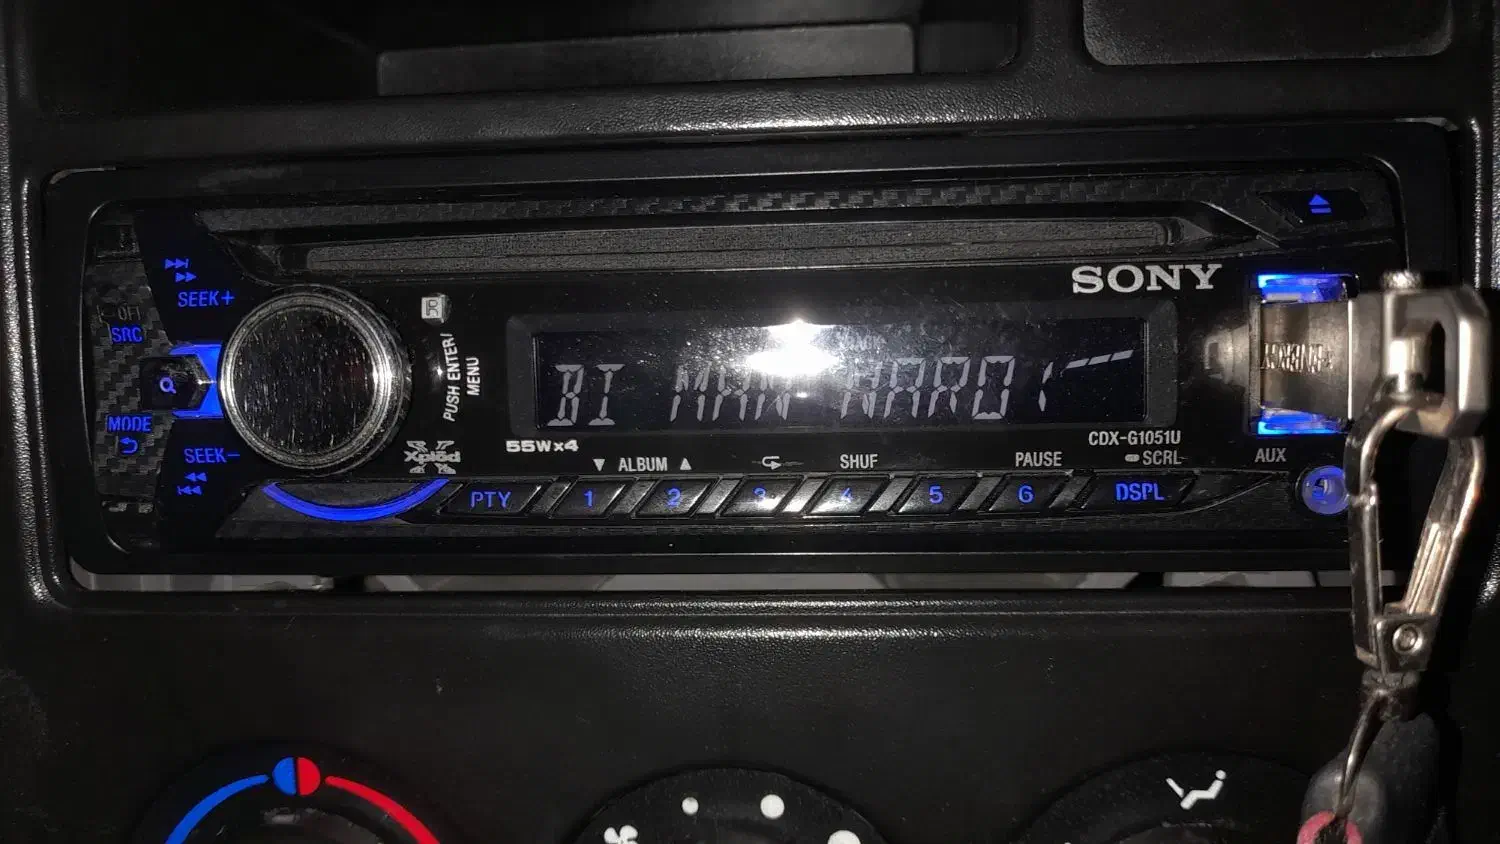 SONY
SEEK+
OFF
SRC
R
PUSH ENTER/
MENU
BI MAN HARD
MODE
55W×4
CDX-G1051U
SEEK-
Xplod
ALBUM
SHUF
PAUSE
SCRL
AUX
PTY
1
2
3
4
5
6
DSPL